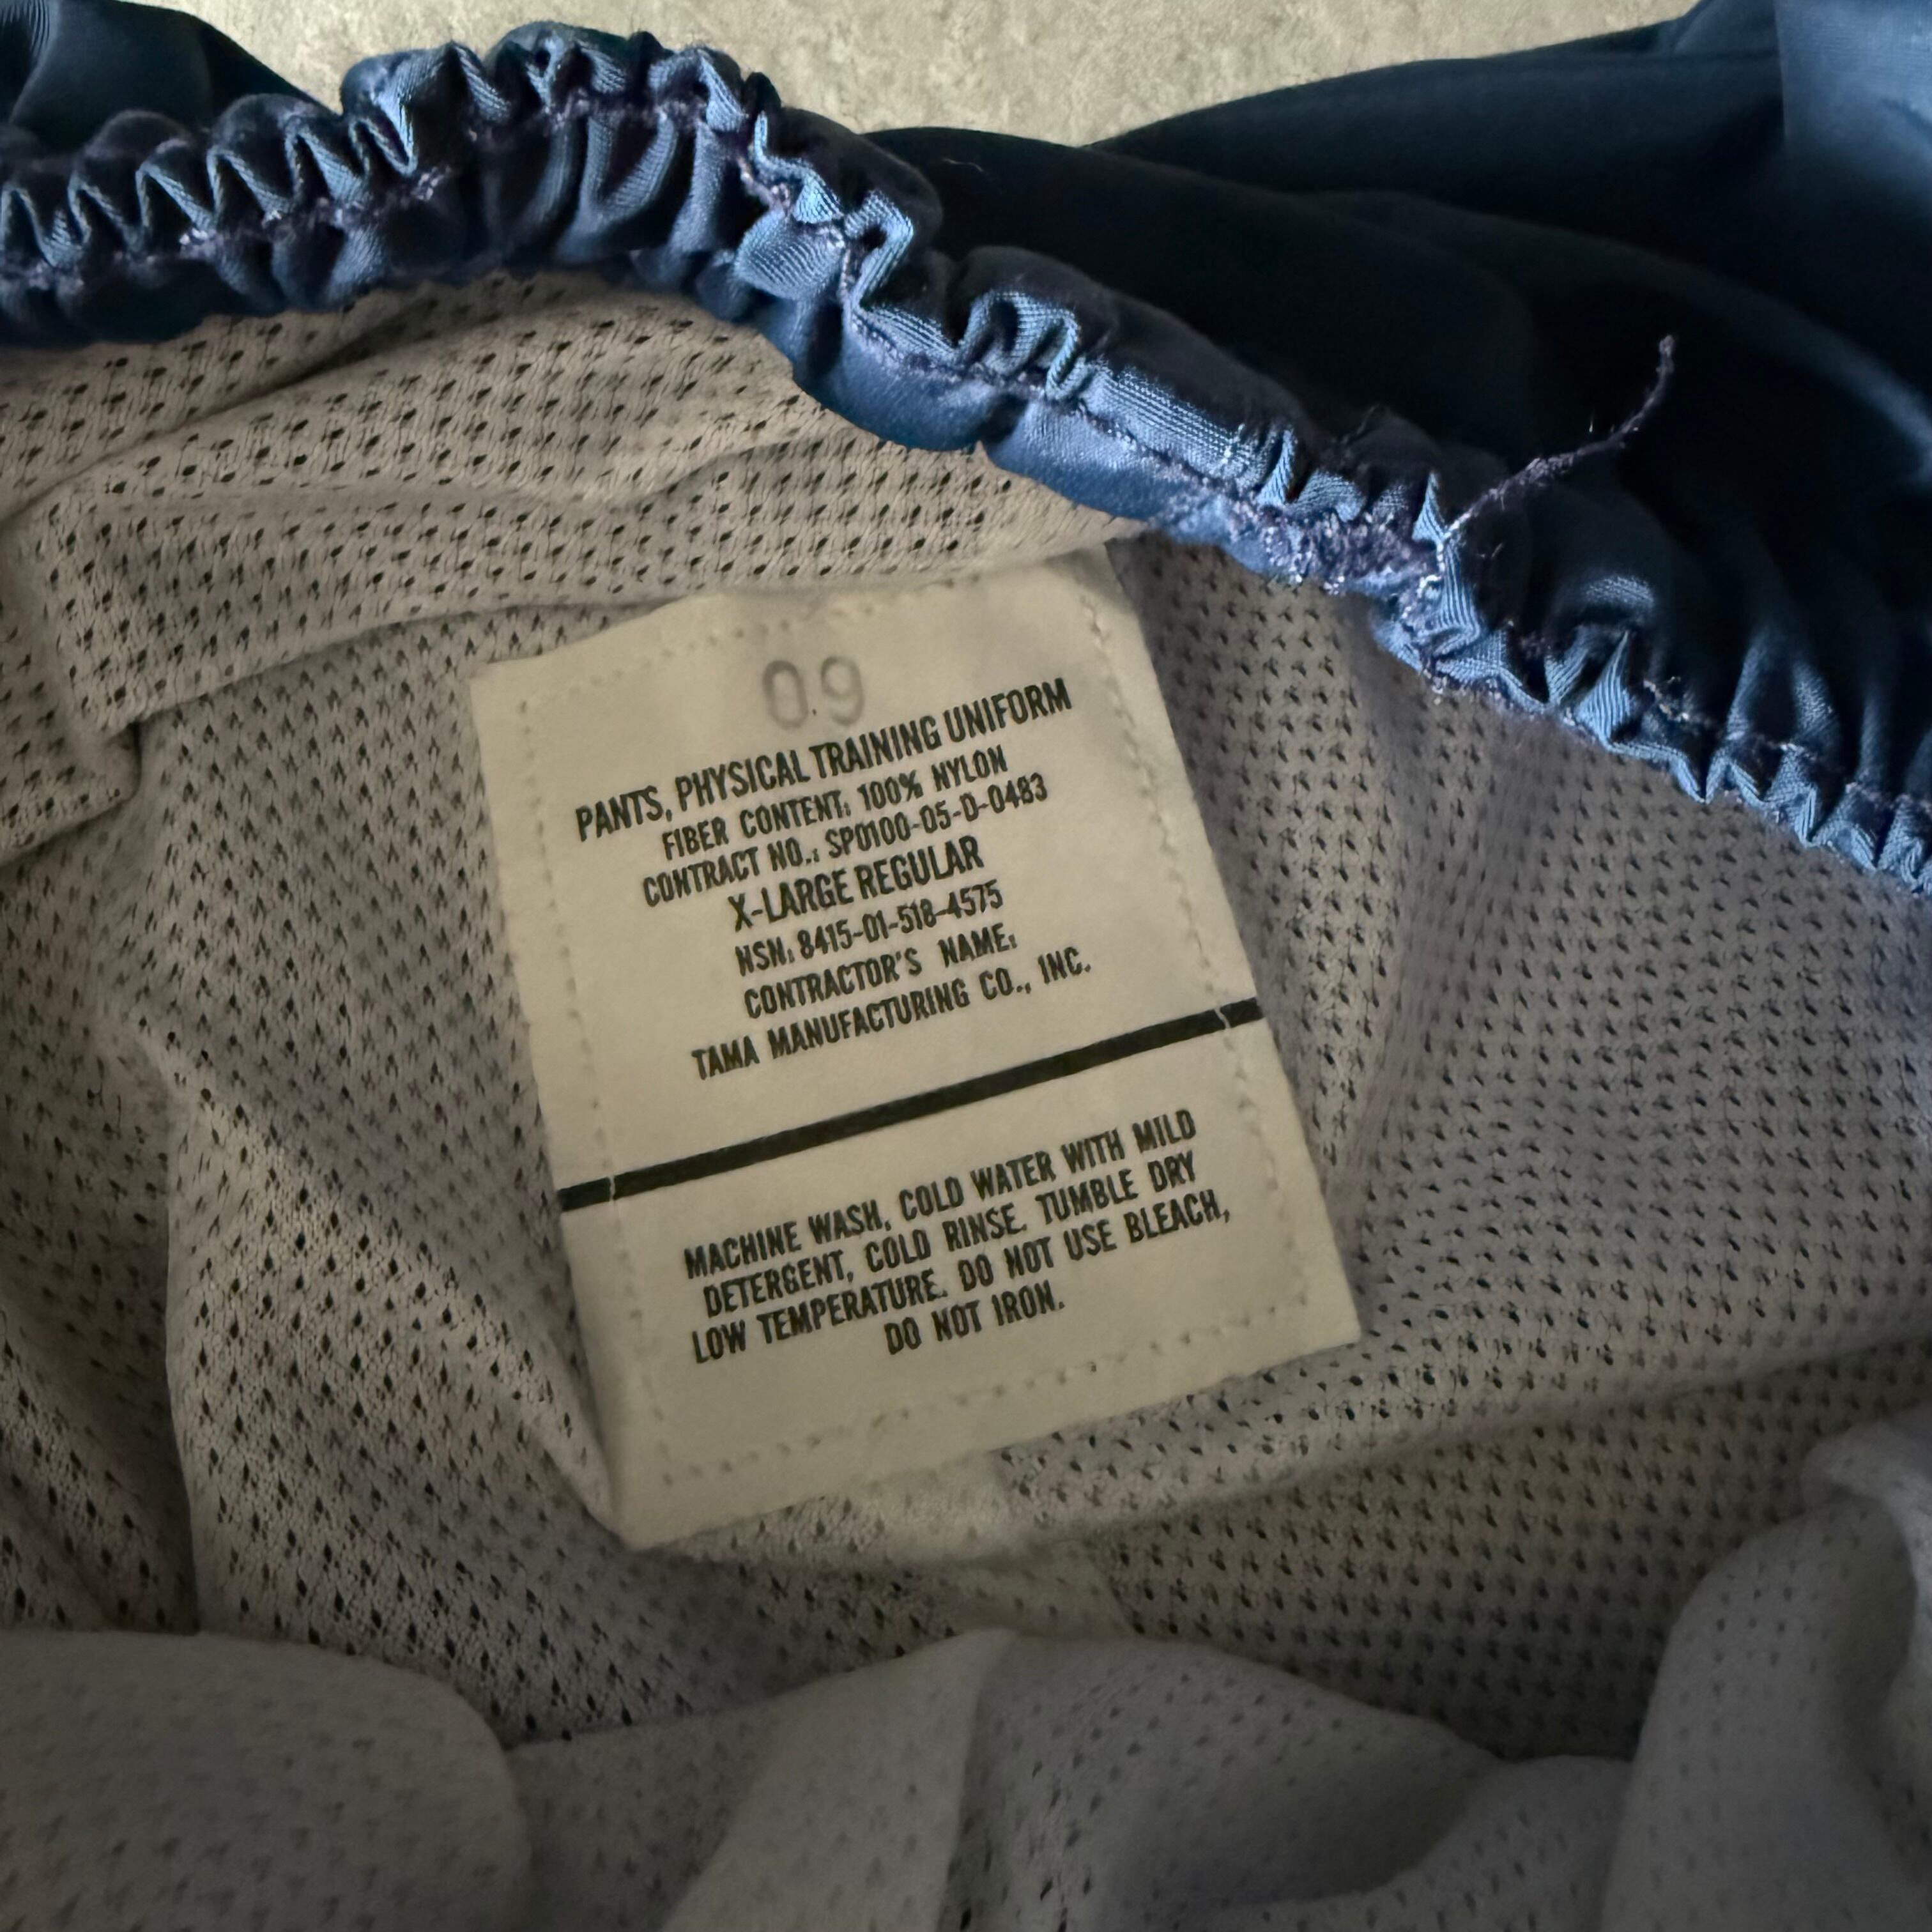 09
PANTS, PHYSICAL TRAINING UNIFORM
FIBER CONTENT: 100% NYLON
CONTRACT NO.: SP0100-05-D-0483
X-LARGE REGULAR
NSN: 8415-01-518-4575
CONTRACTOR'S NAME:
TAMA MANUFACTURING CO., INC.
MACHINE WASH, COLD WATER WITH MILD
DETERGENT, COLD RINSE. TUMBLE DRY
LOW TEMPERATURE. DO NOT USE BLEACH,
DO NOT IRON.